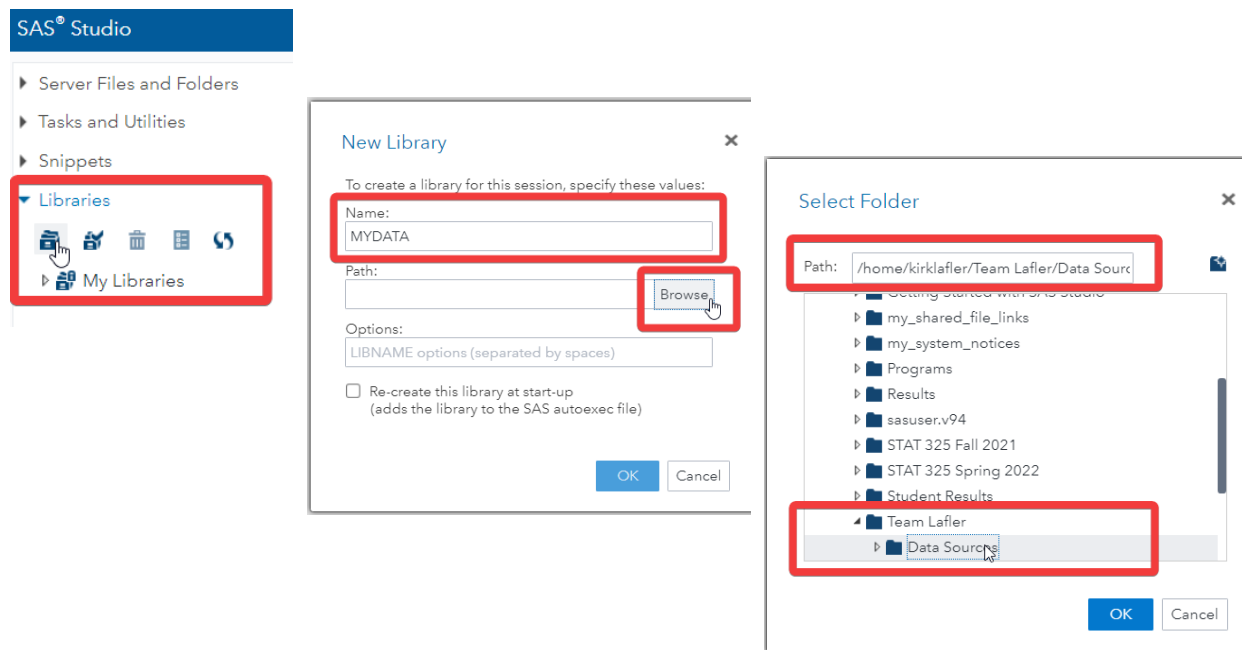 SAS® Studio
Server Files and Folders
Tasks and Utilities
Snippets
Libraries
My Libraries
New Library
To create a library for this session, specify these values:
Name:
MYDATA
Path:
Browse
Options:
LIBNAME options (separated by spaces)
Re-create this library at start-up
(adds the library to the SAS autoexec file)
OK
Cancel
Select Folder
Path:
/home/kirklafler/Team Lafler/Data Sourc
Getting Started with SAS Studio
my_shared_file_links
my_system_notices
Programs
Results
sasuser.v94
STAT 325 Fall 2021
STAT 325 Spring 2022
Student Results
Team Lafler
Data Sources
OK
Cancel